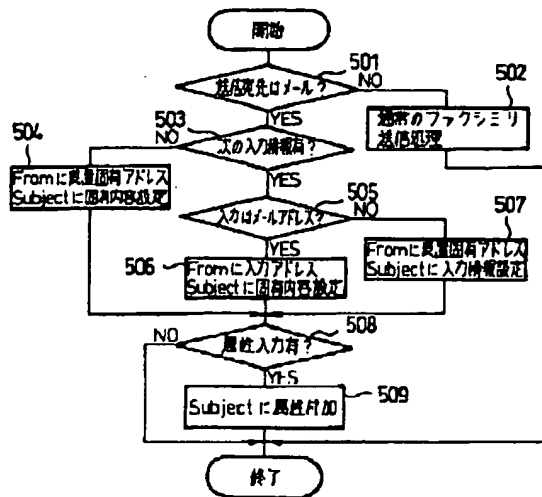 開始
501
送信宛先はメール?
NO
502
YES
通常のファクシミリ
送信処理
503
次の入力情報有?
NO
504
YES
Fromに装置固有アドレス
Subjectに固有内容設定
505
入力はメールアドレス?
NO
507
YES
506
Fromに入力アドレス
Subjectに固有内容設定
Fromに装置固有アドレス
Subjectに入力情報設定
508
NO
属性入力有?
YES
509
Subjectに属性付加
終了